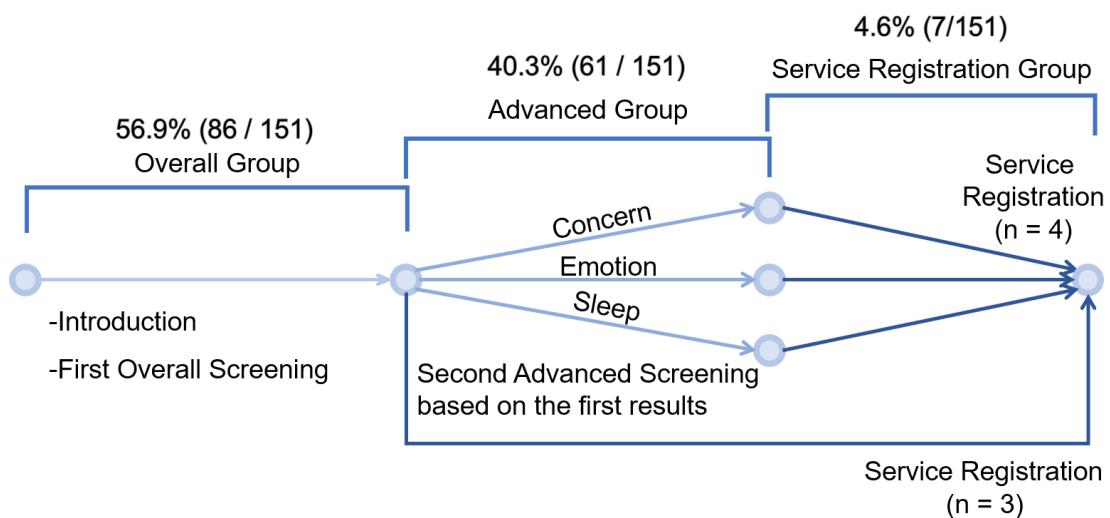 4.6% (7/151)
Service Registration Group
40.3% (61 / 151)
Advanced Group
56.9% (86 / 151)
Overall Group
Service
Registration
(n = 4)
Concern
Emotion
Sleep
-Introduction
-First Overall Screening
Second Advanced Screening
based on the first results
Service Registration
(n = 3)